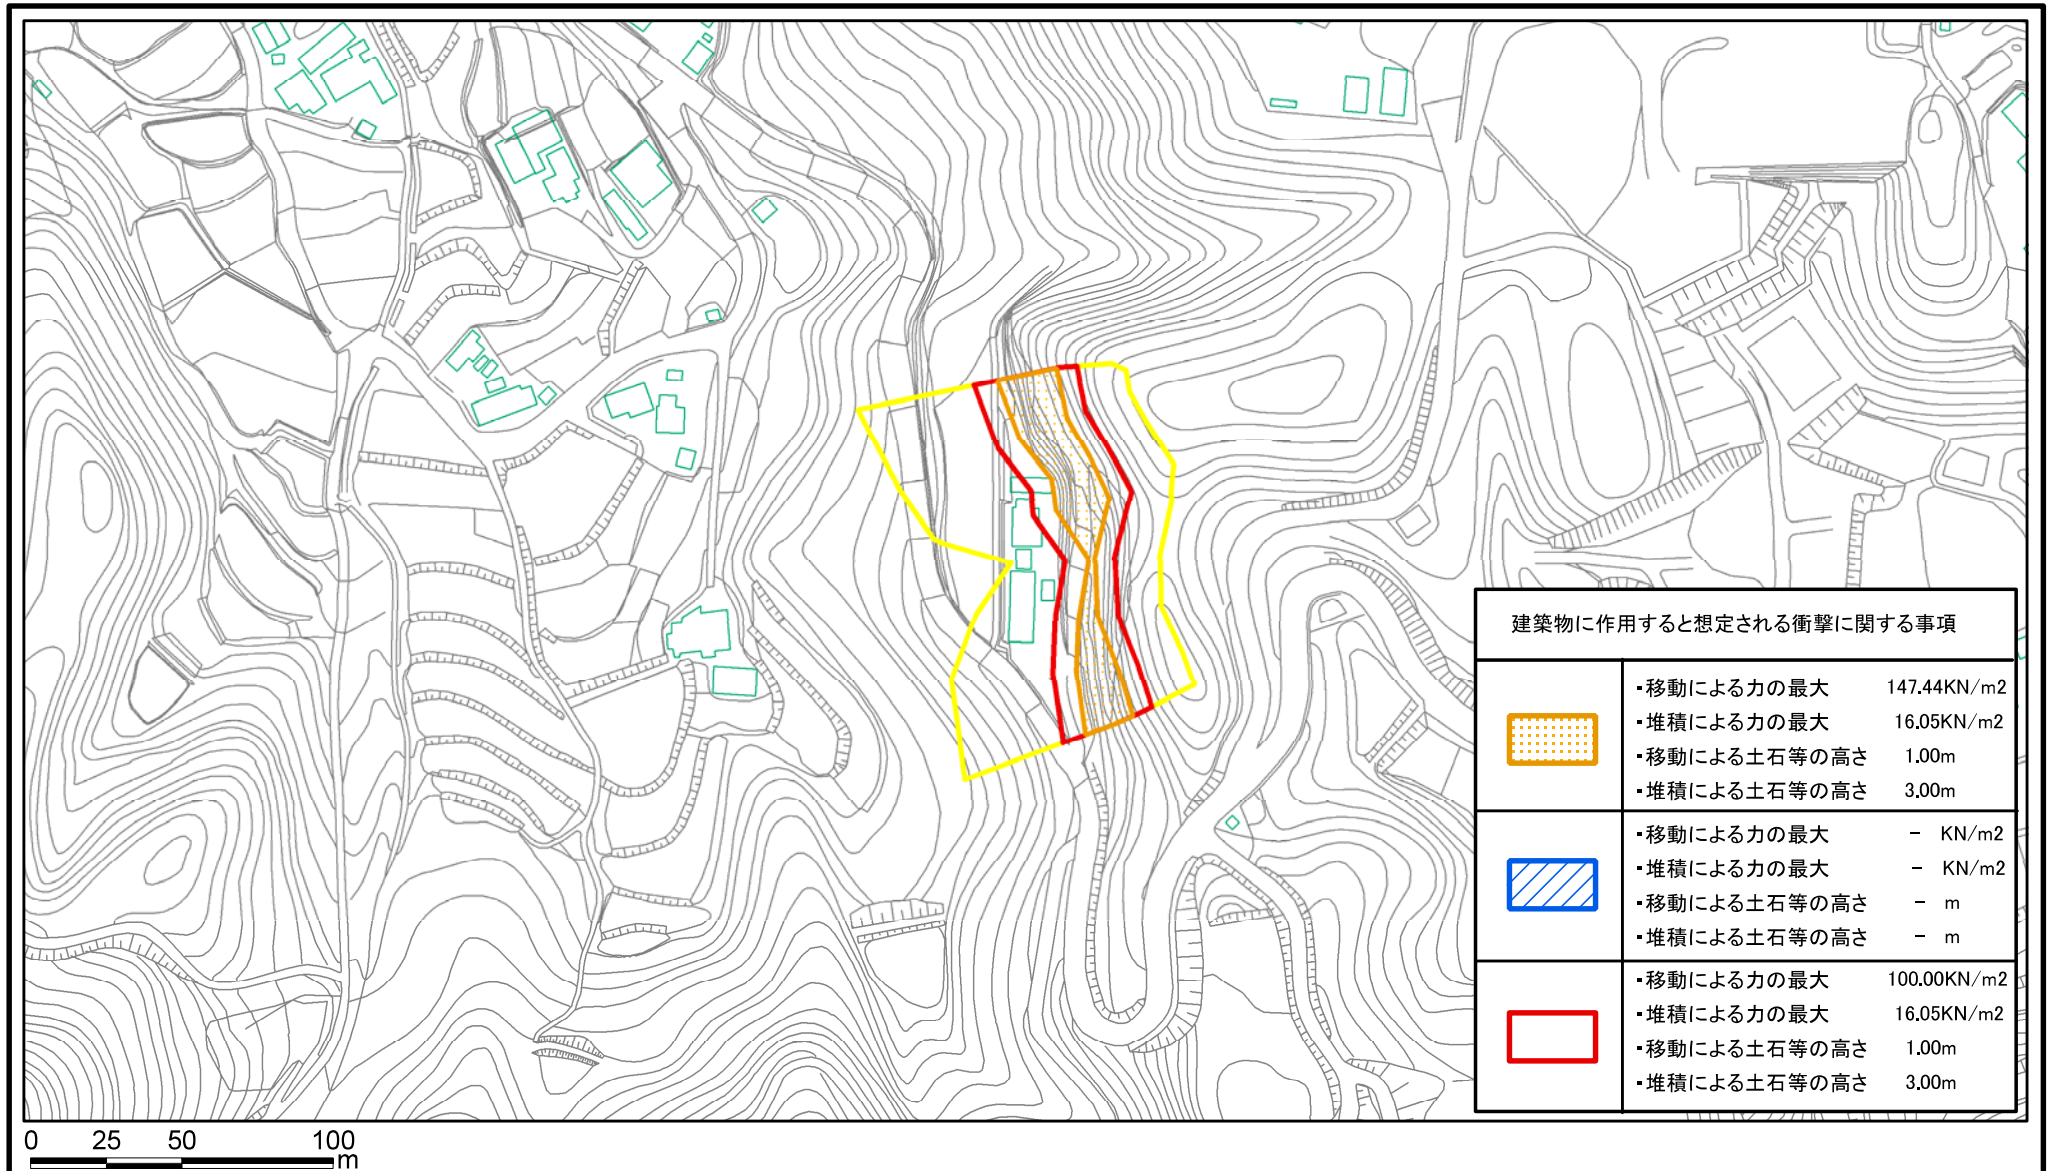 建築物に作用すると想定される衝撃に関する事項
・移動による力の最大 147.44KN/m2
・堆積による力の最大 16.05KN/m2
・移動による土石等の高さ 1.00m
・堆積による土石等の高さ 3.00m
・移動による力の最大 - KN/m2
・堆積による力の最大 - KN/m2
・移動による土石等の高さ - m
・堆積による土石等の高さ - m
・移動による力の最大 100.00KN/m2
・堆積による力の最大 16.05KN/m2
・移動による土石等の高さ 1.00m
・堆積による土石等の高さ 3.00m
0 25 50 100
m